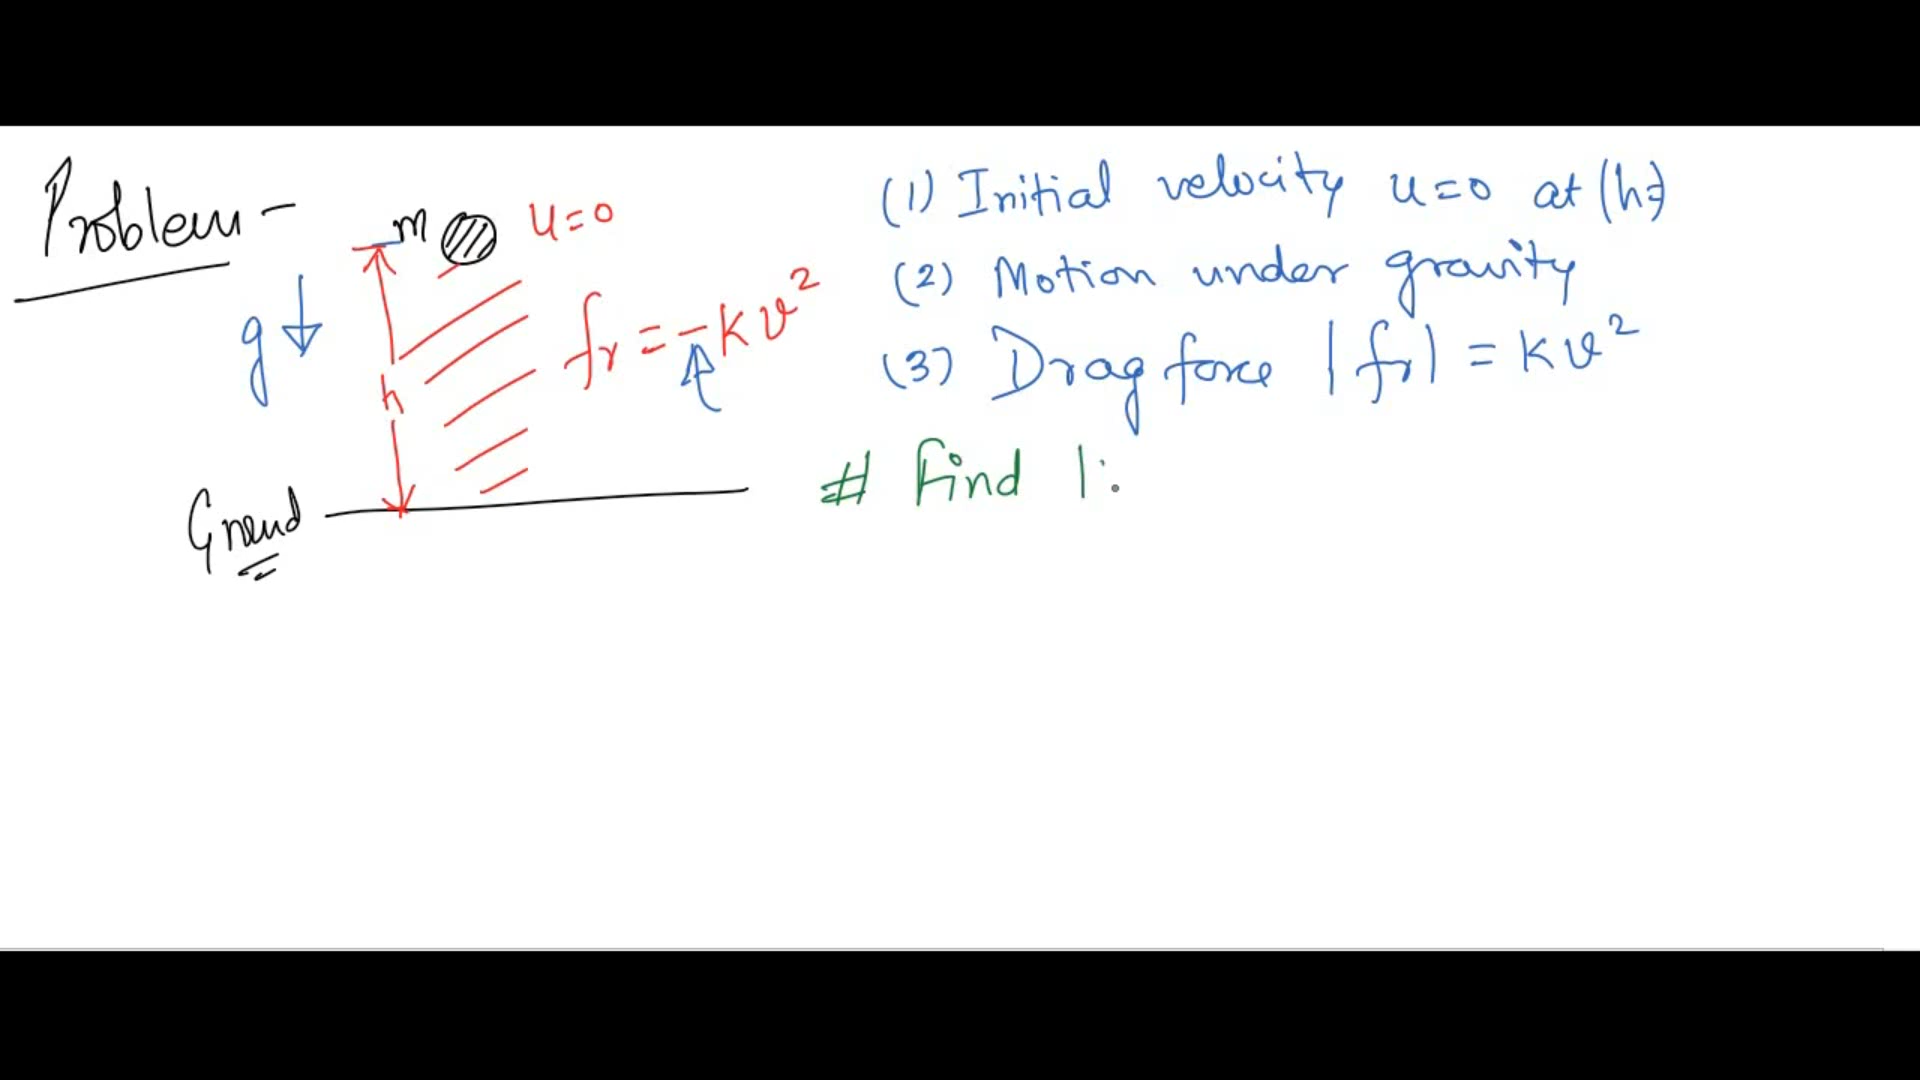 Problem -
m
u=0
g
h
fr = -kv²
Ground
(1) Initial velocity u=0 at (h=)
(2) Motion under gravity
(3) Drag force |fr| = kv²
# Find 1: